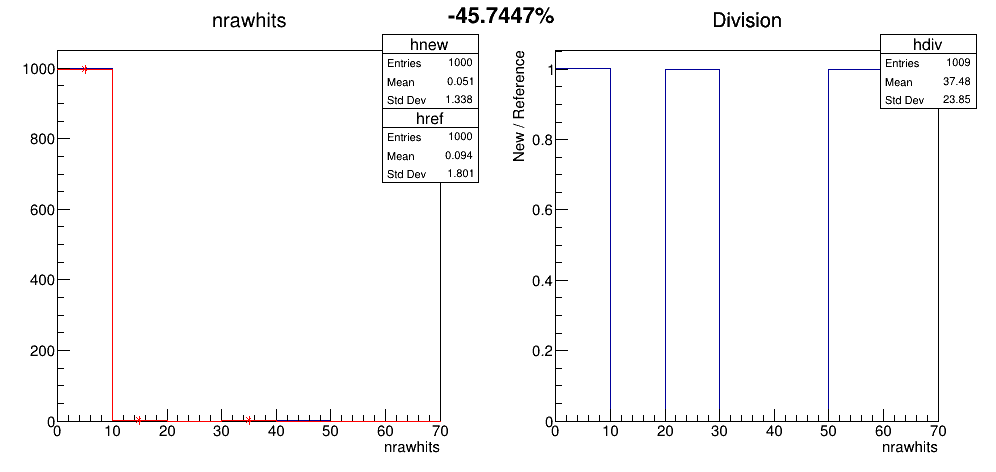 nrawhits
-45.7447%
Division
hnew
Entries 1000
Mean 0.051
Std Dev 1.338
href
Entries 1000
Mean 0.094
Std Dev 1.801
1000
800
600
400
200
0
0 10 20 30 40 50 60 70
nrawhits
hdiv
Entries 1009
Mean 37.48
Std Dev 23.85
New / Reference
1
0.8
0.6
0.4
0.2
0
0 10 20 30 40 50 60 70
nrawhits